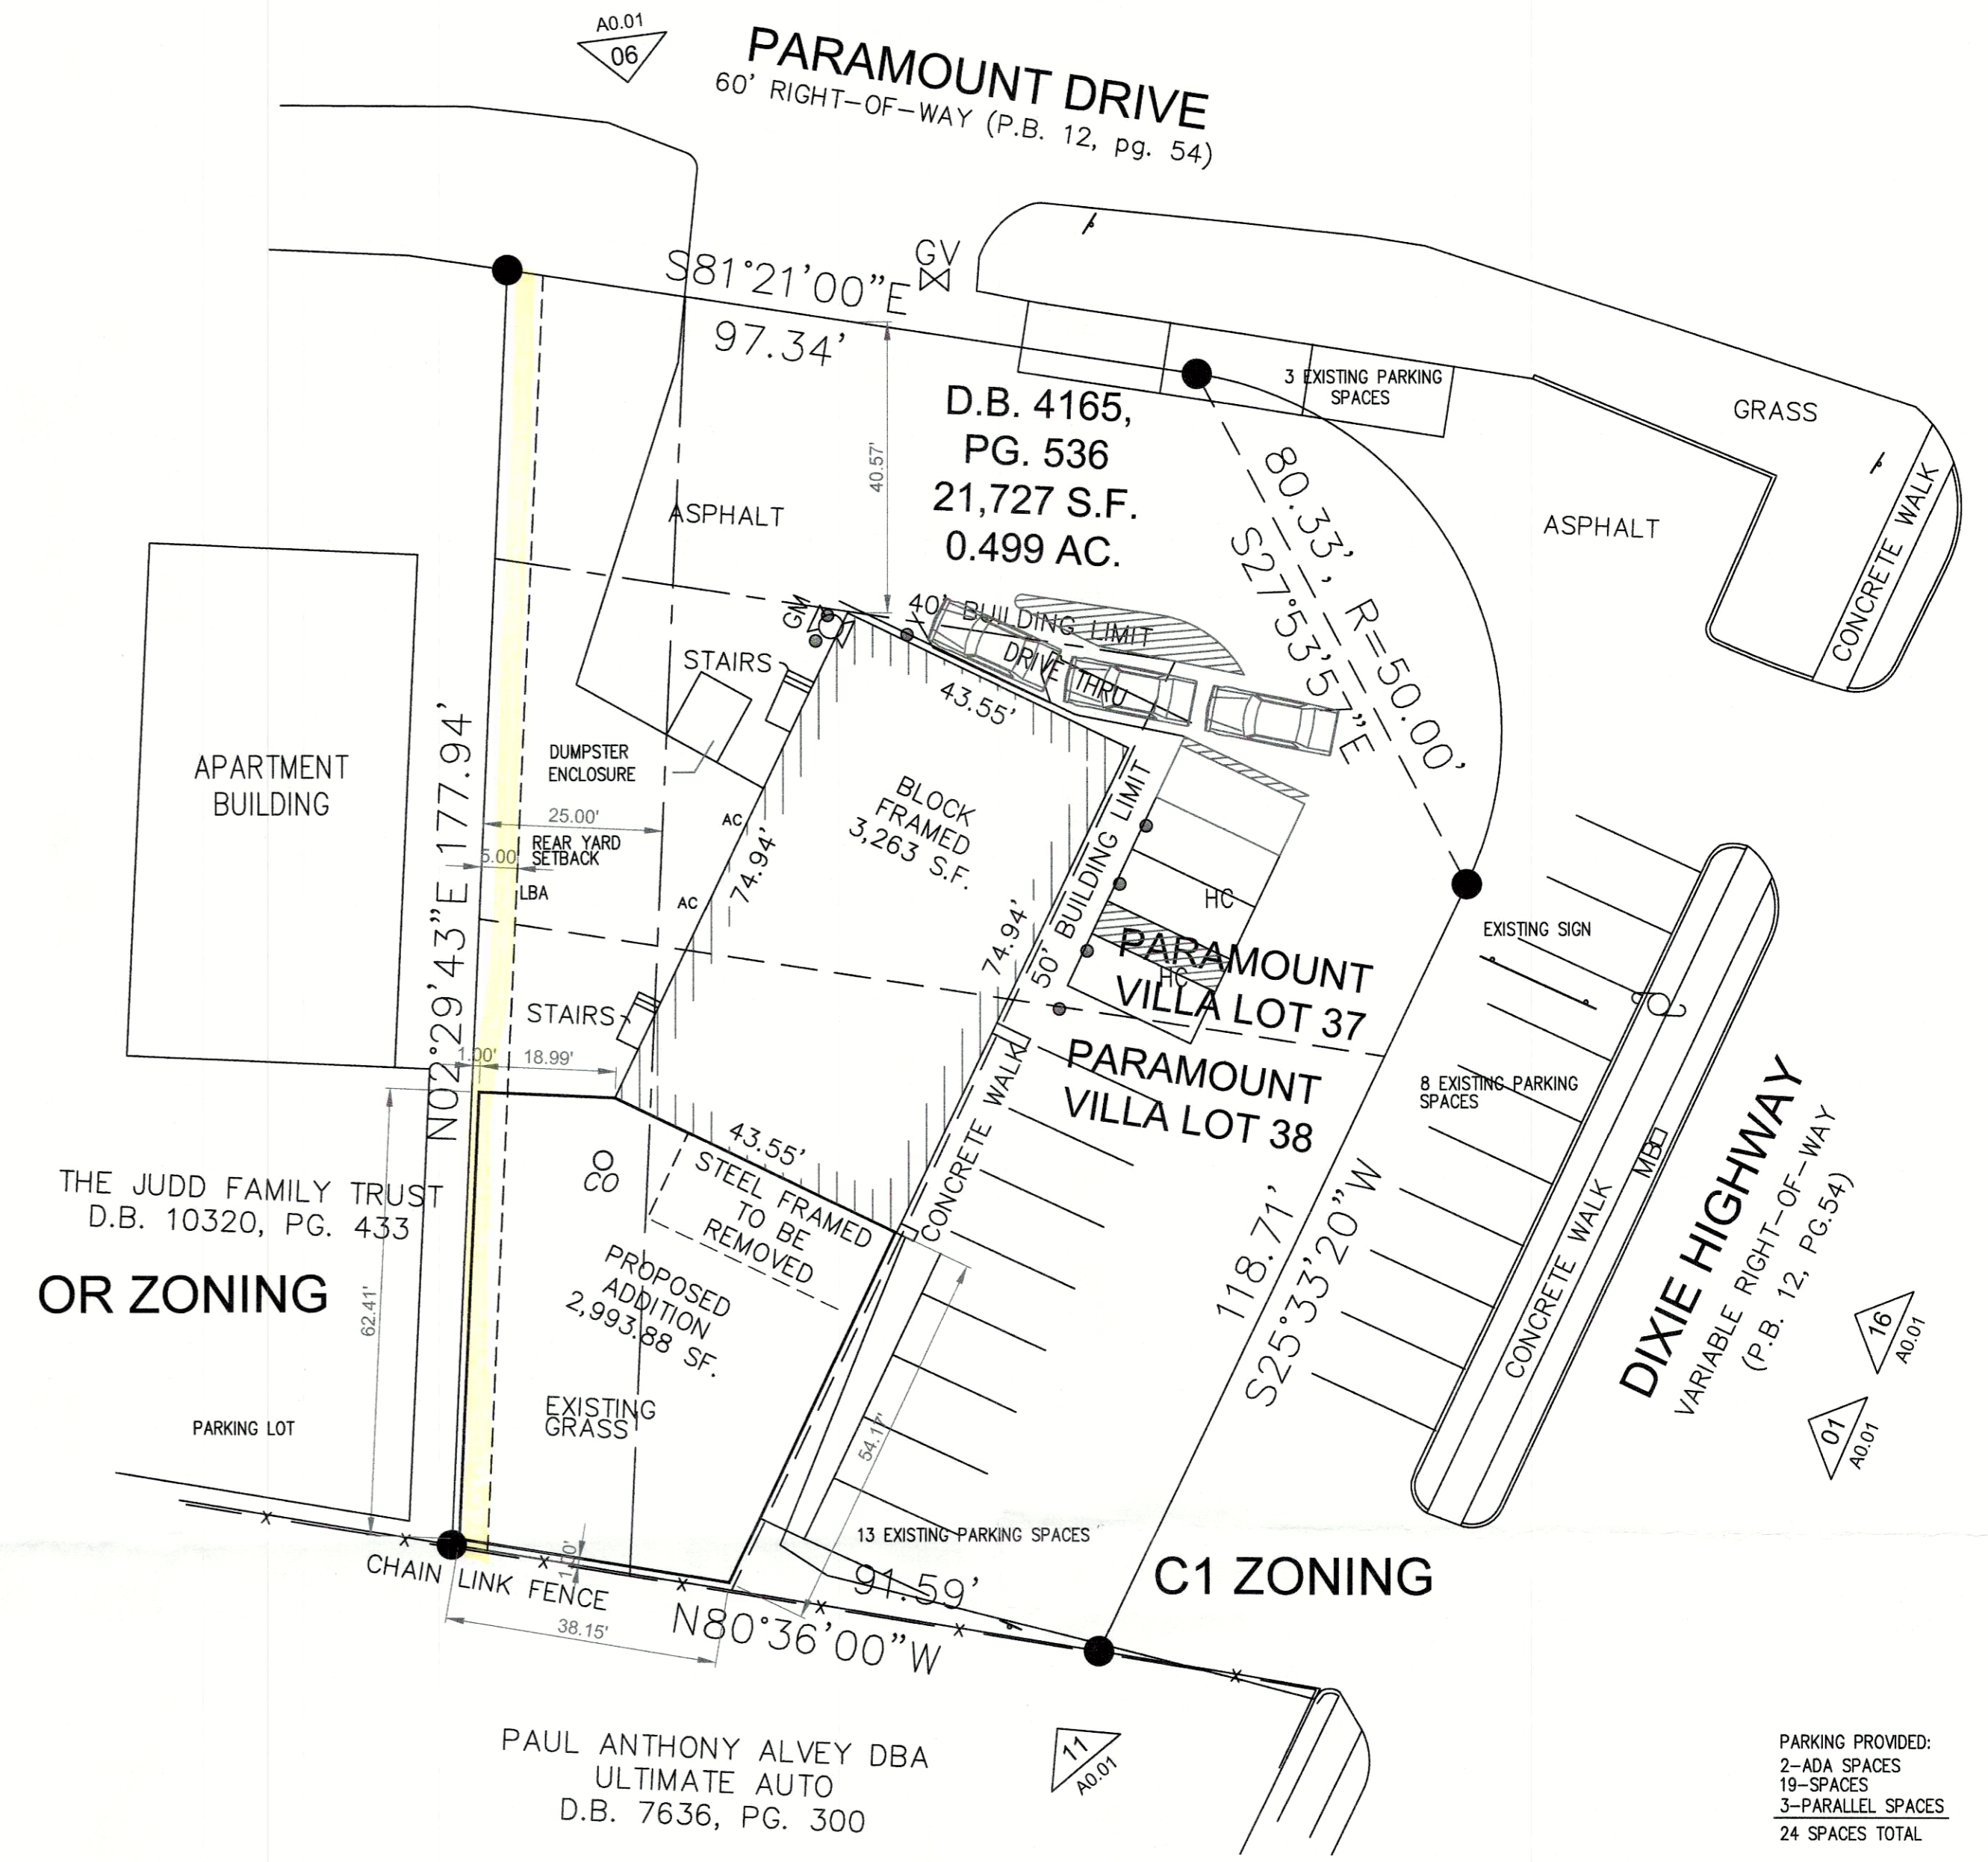 A0.01
06
PARAMOUNT DRIVE
60' RIGHT-OF-WAY (P.B. 12, pg. 54)
GV
S81°21'00"E
97.34'
3 EXISTING PARKING
SPACES
GRASS
CONCRETE WALK
D.B. 4165,
PG. 536
21,727 S.F.
0.499 AC.
40.57'
ASPHALT
ASPHALT
80.33', R=50.00'
S27°53'57"E
GM
40' BUILDING LIMIT
DRIVE THRU
STAIRS
43.55'
APARTMENT
BUILDING
N02°29'43"E 177.94'
DUMPSTER
ENCLOSURE
25.00'
REAR YARD
SETBACK
5.00'
LBA
AC
AC
74.94'
BLOCK
FRAMED
3,263 S.F.
74.94'
50' BUILDING LIMIT
HC
HC
PARAMOUNT
VILLA LOT 37
PARAMOUNT
VILLA LOT 38
EXISTING SIGN
8 EXISTING PARKING
SPACES
STAIRS
1.00'
18.99'
43.55'
CONCRETE WALK
CO
STEEL FRAMED
TO BE
REMOVED
THE JUDD FAMILY TRUST
D.B. 10320, PG. 433
OR ZONING
62.41'
PROPOSED
ADDITION
2,993.88 SF.
EXISTING
GRASS
PARKING LOT
54.17'
118.71'
S25°33'20"W
MB
CONCRETE WALK
DIXIE HIGHWAY
VARIABLE RIGHT-OF-WAY
(P.B. 12, PG.54)
16
A0.01
01
A0.01
13 EXISTING PARKING SPACES
C1 ZONING
CHAIN LINK FENCE
1.00'
38.15'
91.59'
N80°36'00"W
PAUL ANTHONY ALVEY DBA
ULTIMATE AUTO
D.B. 7636, PG. 300
11
A0.01
PARKING PROVIDED:
2-ADA SPACES
19-SPACES
3-PARALLEL SPACES
24 SPACES TOTAL